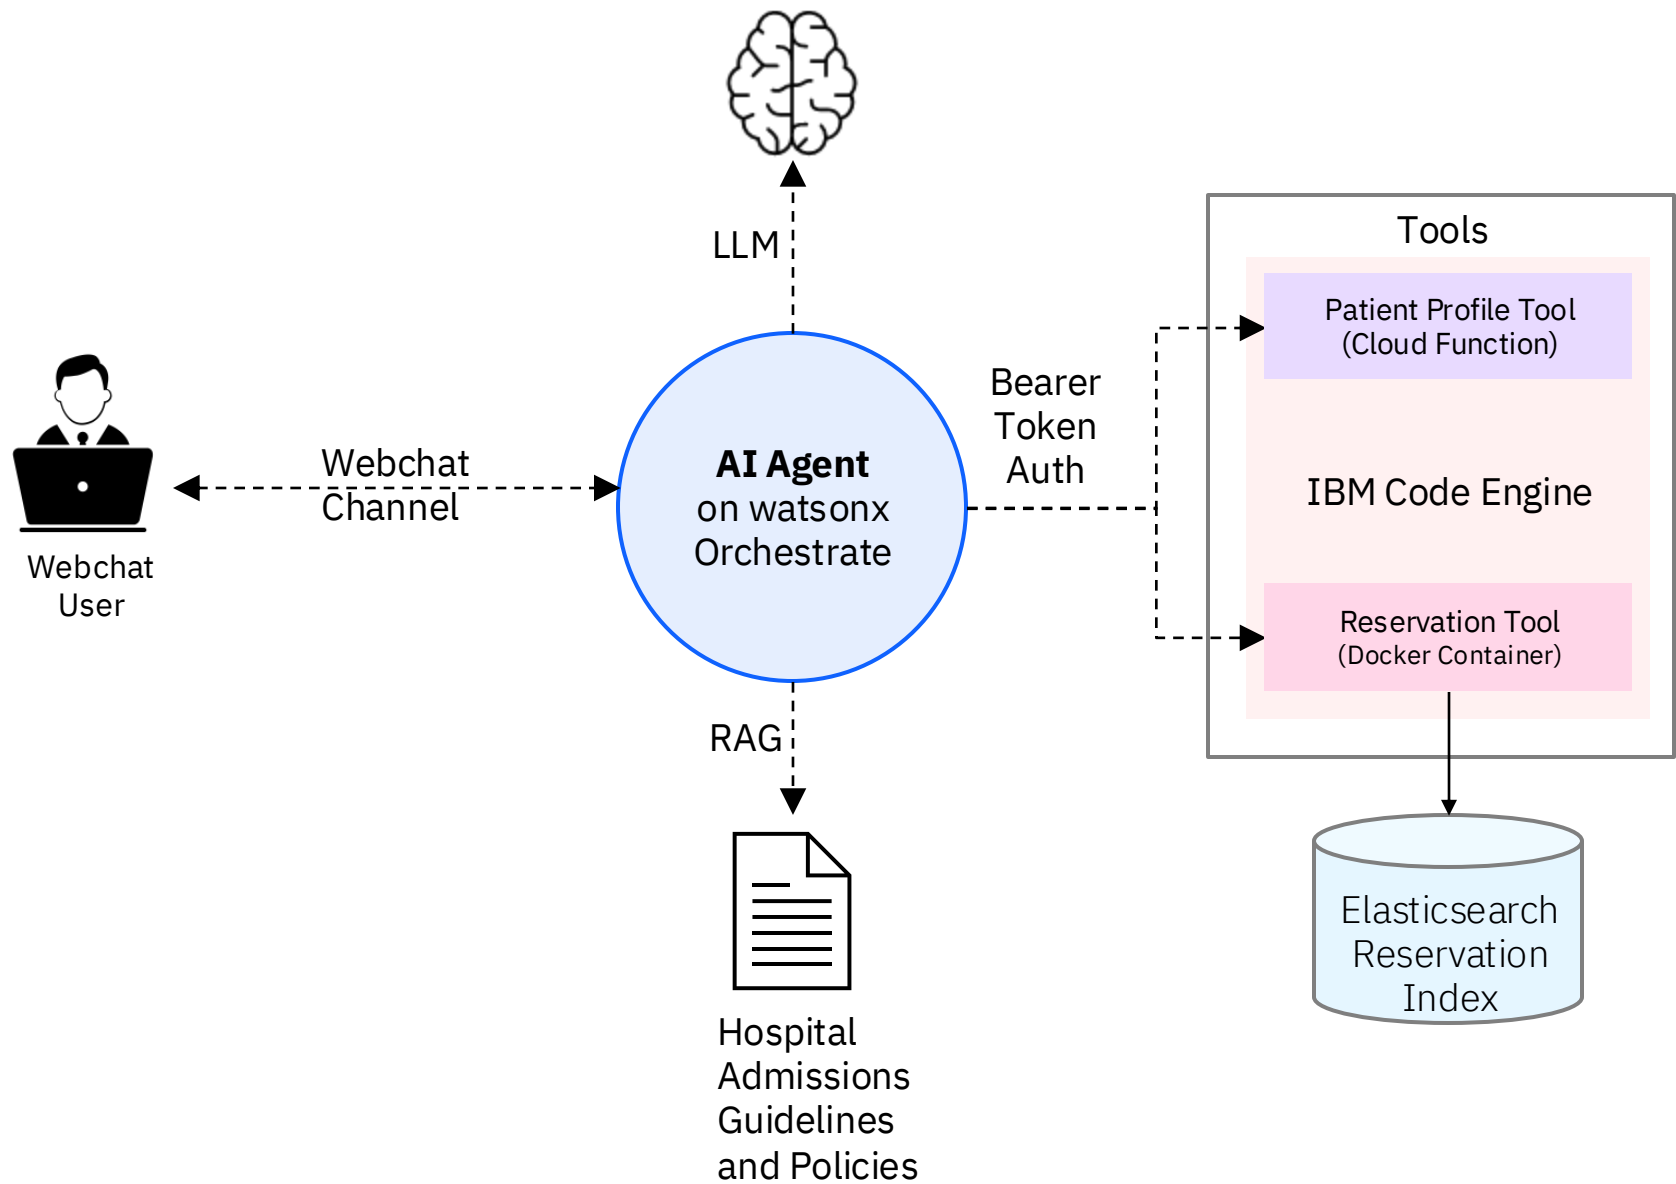 LLM
Tools
Patient Profile Tool
(Cloud Function)
Bearer
Token
Auth
Webchat
Channel
AI Agent
on watsonx
Orchestrate
IBM Code Engine
Webchat
User
Reservation Tool
(Docker Container)
RAG
Elasticsearch
Reservation
Index
Hospital
Admissions
Guidelines
and Policies